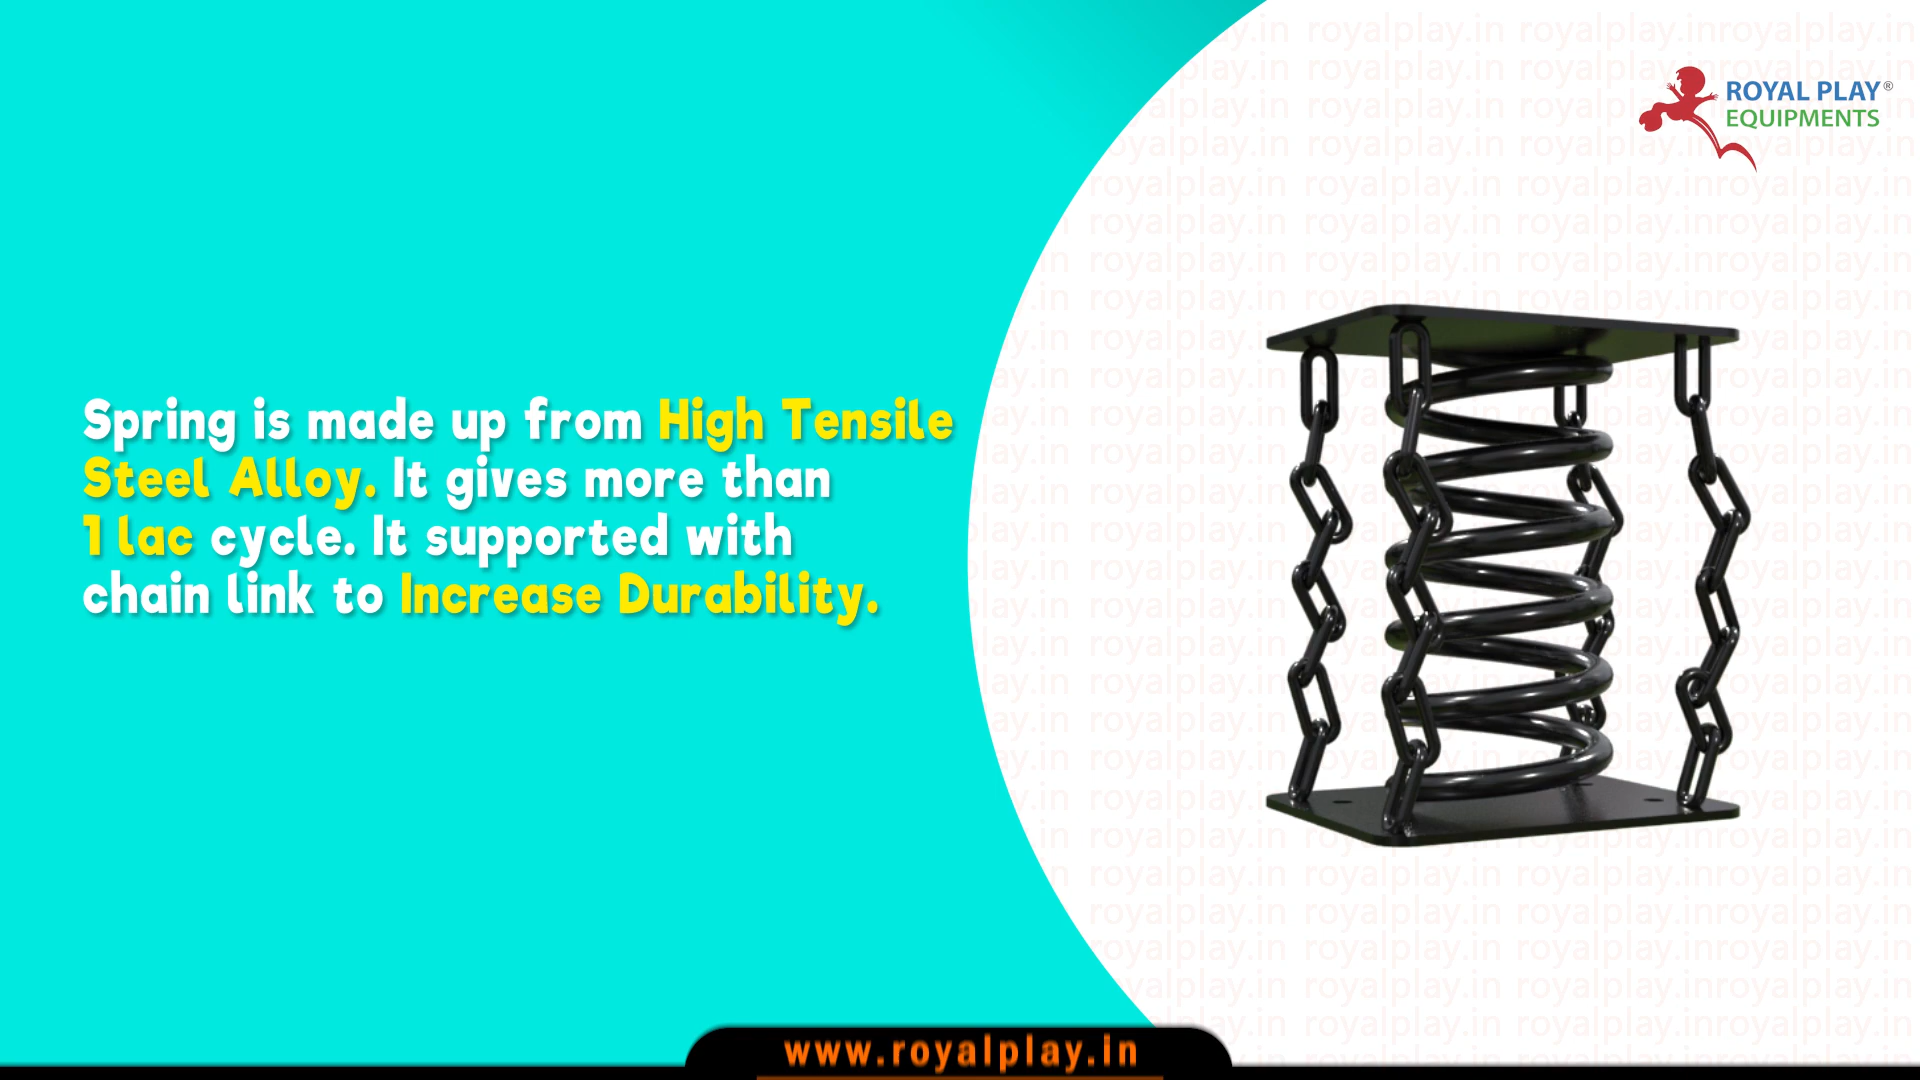 ROYAL PLAY®
EQUIPMENTS
Spring is made up from High Tensile
Steel Alloy. It gives more than
1 lac cycle. It supported with
chain link to Increase Durability.
www.royalplay.in